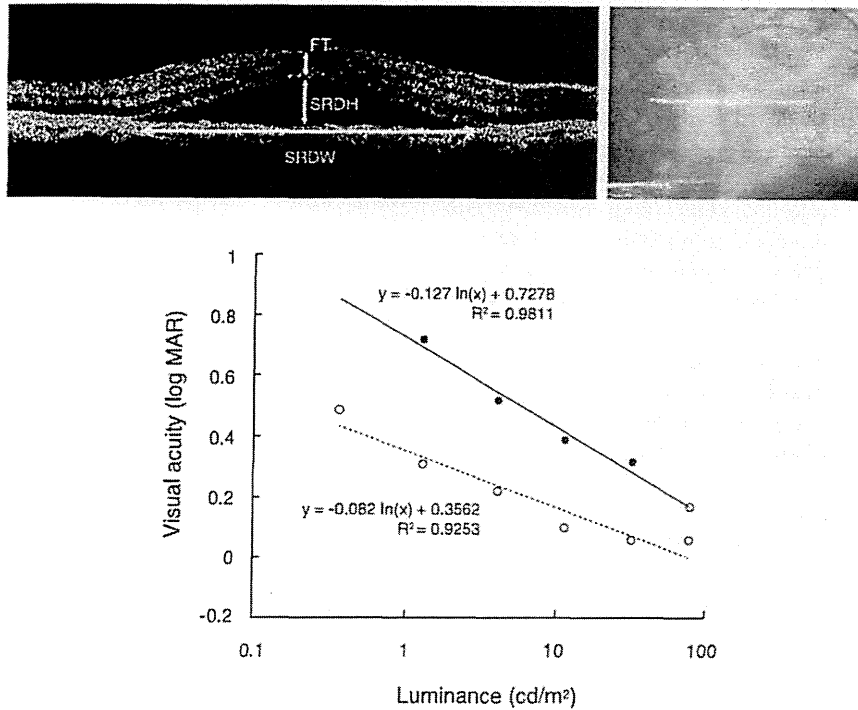 FT
SRDH
SRDW
1
0.8
0.6
0.4
0.2
0
-0.2
y = -0.127 ln(x) + 0.7278
R² = 0.9811
y = -0.082 ln(x) + 0.3562
R² = 0.9253
0.1
1
10
100
Visual acuity (log MAR)
Luminance (cd/m²)